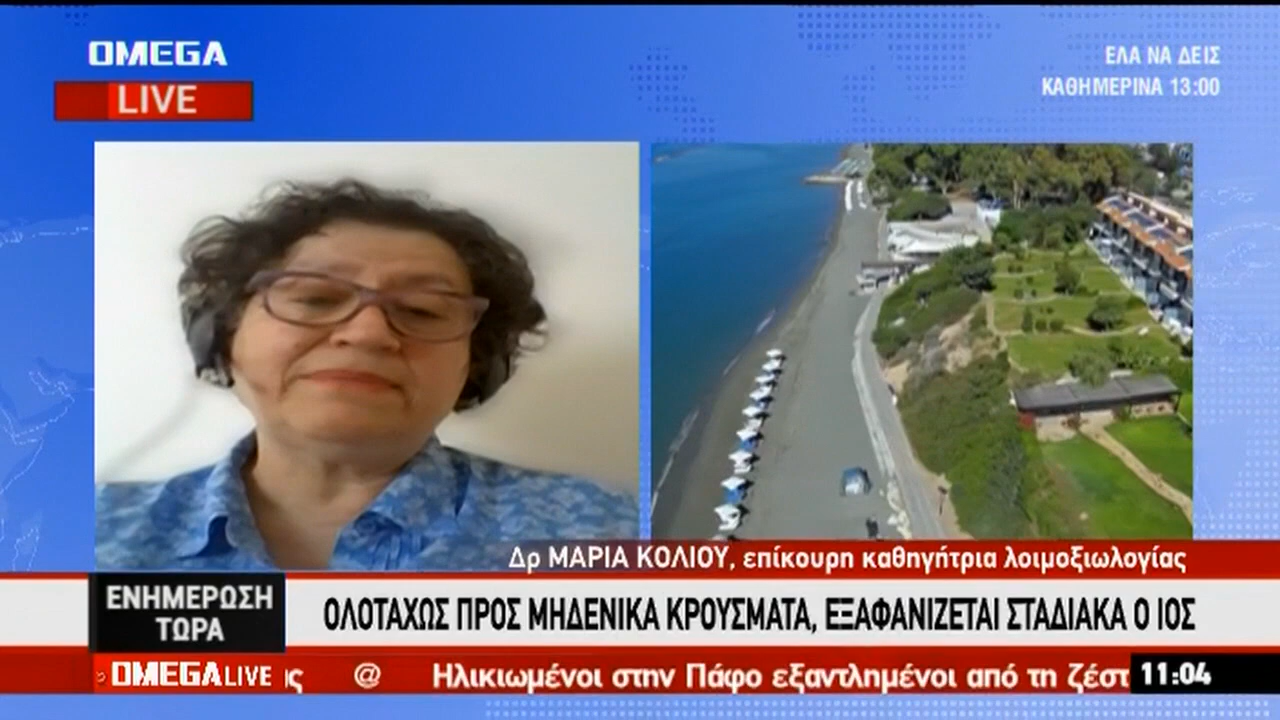 OMEGA
LIVE
ΕΛΑ ΝΑ ΔΕΙΣ
ΚΑΘΗΜΕΡΙΝΑ 13:00
Δρ ΜΑΡΙΑ ΚΟΛΙΟΥ, επίκουρη καθηγήτρια λοιμοξιωλογίας
ΕΝΗΜΕΡΩΣΗ
ΤΩΡΑ
ΟΛΟΤΑΧΩΣ ΠΡΟΣ ΜΗΔΕΝΙΚΑ ΚΡΟΥΣΜΑΤΑ, ΕΞΑΦΑΝΙΖΕΤΑΙ ΣΤΑΔΙΑΚΑ Ο ΙΟΣ
OMEGALIVE @ Ηλικιωμένοι στην Πάφο εξαντλημένοι από τη ζέστ 11:04